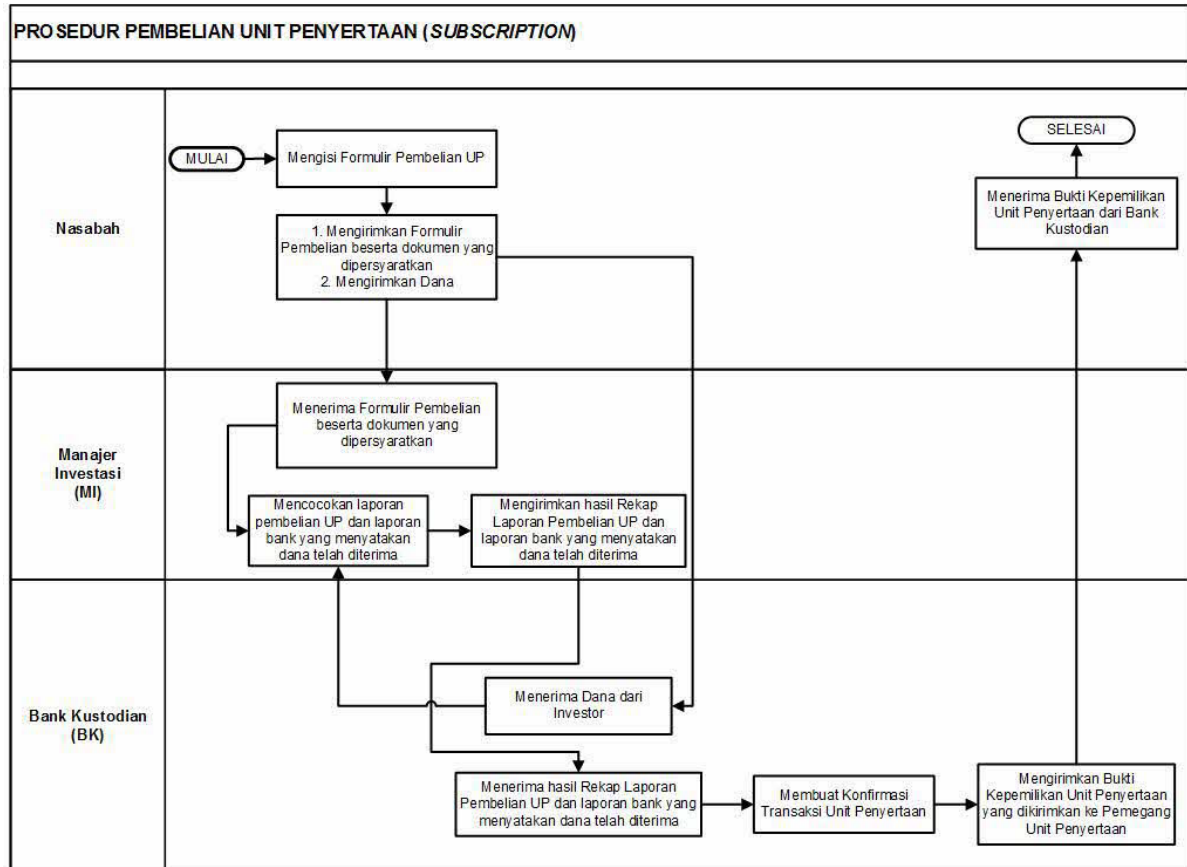 PROSEDUR PEMBELIAN UNIT PENYERTAAN (SUBSCRIPTION)
Nasabah
MULAI
Mengisi Formulir Pembelian UP
1. Mengirimkan Formulir
Pembelian beserta dokumen yang
dipersyaratkan
2. Mengirimkan Dana
SELESAI
Menerima Bukti Kepemilikan
Unit Penyertaan dari Bank
Kustodian
Manajer
Investasi
(MI)
Menerima Formulir Pembelian
beserta dokumen yang
dipersyaratkan
Mencocokan laporan
pembelian UP dan laporan
bank yang menyatakan
dana telah diterima
Mengirimkan hasil Rekap
Laporan Pembelian UP dan
laporan bank yang menyatakan
dana telah diterima
Bank Kustodian
(BK)
Menerima Dana dari
Investor
Menerima hasil Rekap Laporan
Pembelian UP dan laporan bank yang
menyatakan dana telah diterima
Membuat Konfirmasi
Transaksi Unit Penyertaan
Mengirimkan Bukti
Kepemilikan Unit Penyertaan
yang dikirimkan ke Pemegang
Unit Penyertaan